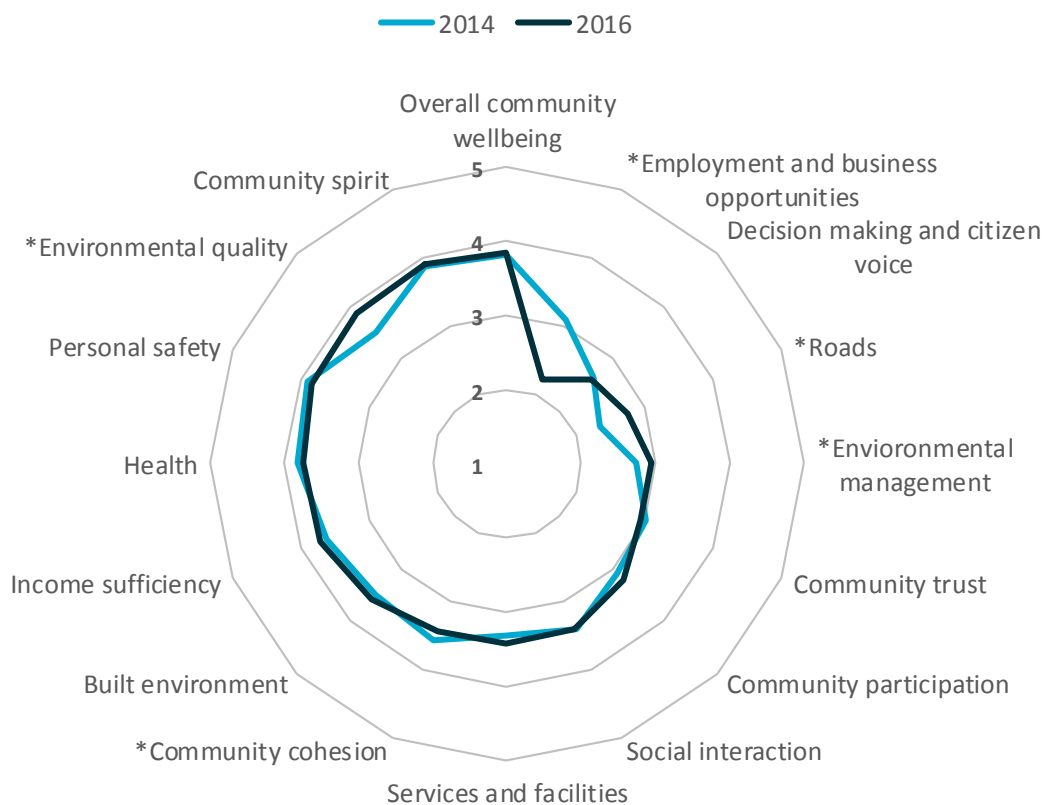 2014 2016
Overall community
wellbeing
*Employment and business
opportunities
Decision making and citizen
voice
*Roads
*Envioronmental
management
Community trust
Community participation
Social interaction
Services and facilities
*Community cohesion
Built environment
Income sufficiency
Health
Personal safety
*Environmental quality
Community spirit
5
4
3
2
1